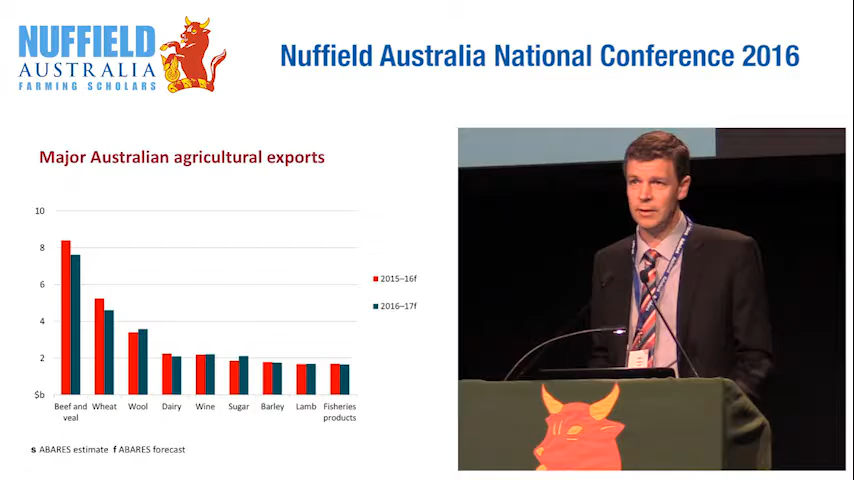 NUFFIELD
AUSTRALIA
FARMING SCHOLARS
Nuffield Australia National Conference 2016
Major Australian agricultural exports
10
8
6
4
2
$b
Beef and veal
Wheat
Wool
Dairy
Wine
Sugar
Barley
Lamb
Fisheries products
2015–16f
2016–17f
s ABARES estimate f ABARES forecast